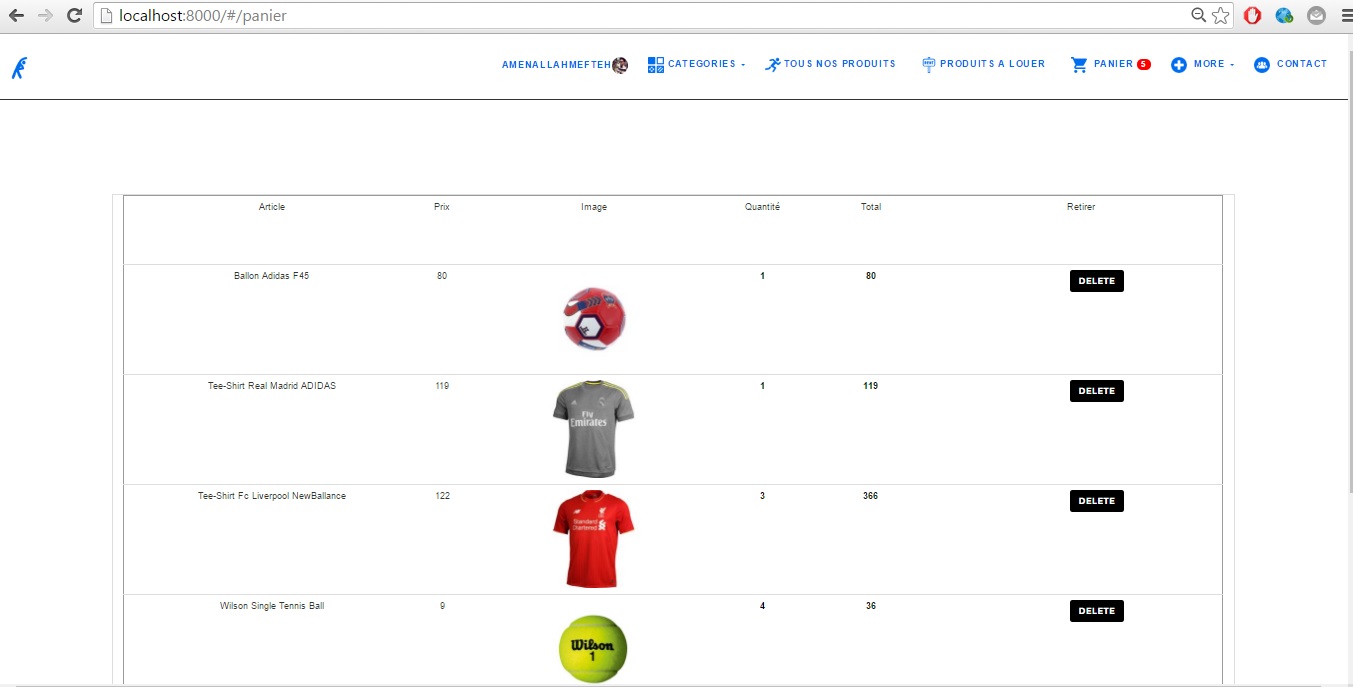 localhost:8000/#/panier
AMENALLAHMEFTEH CATEGORIES TOUS NOS PRODUITS PRODUITS A LOUER PANIER 5 MORE CONTACT
Article Prix Image Quantité Total Retirer
Ballon Adidas F45 80 1 80 DELETE
Tee-Shirt Real Madrid ADIDAS 119 1 119 DELETE
Fly
Emirates
Tee-Shirt Fc Liverpool NewBallance 122 3 366 DELETE
Standard
Chartered
Wilson Single Tennis Ball 9 4 36 DELETE
Wilson
1